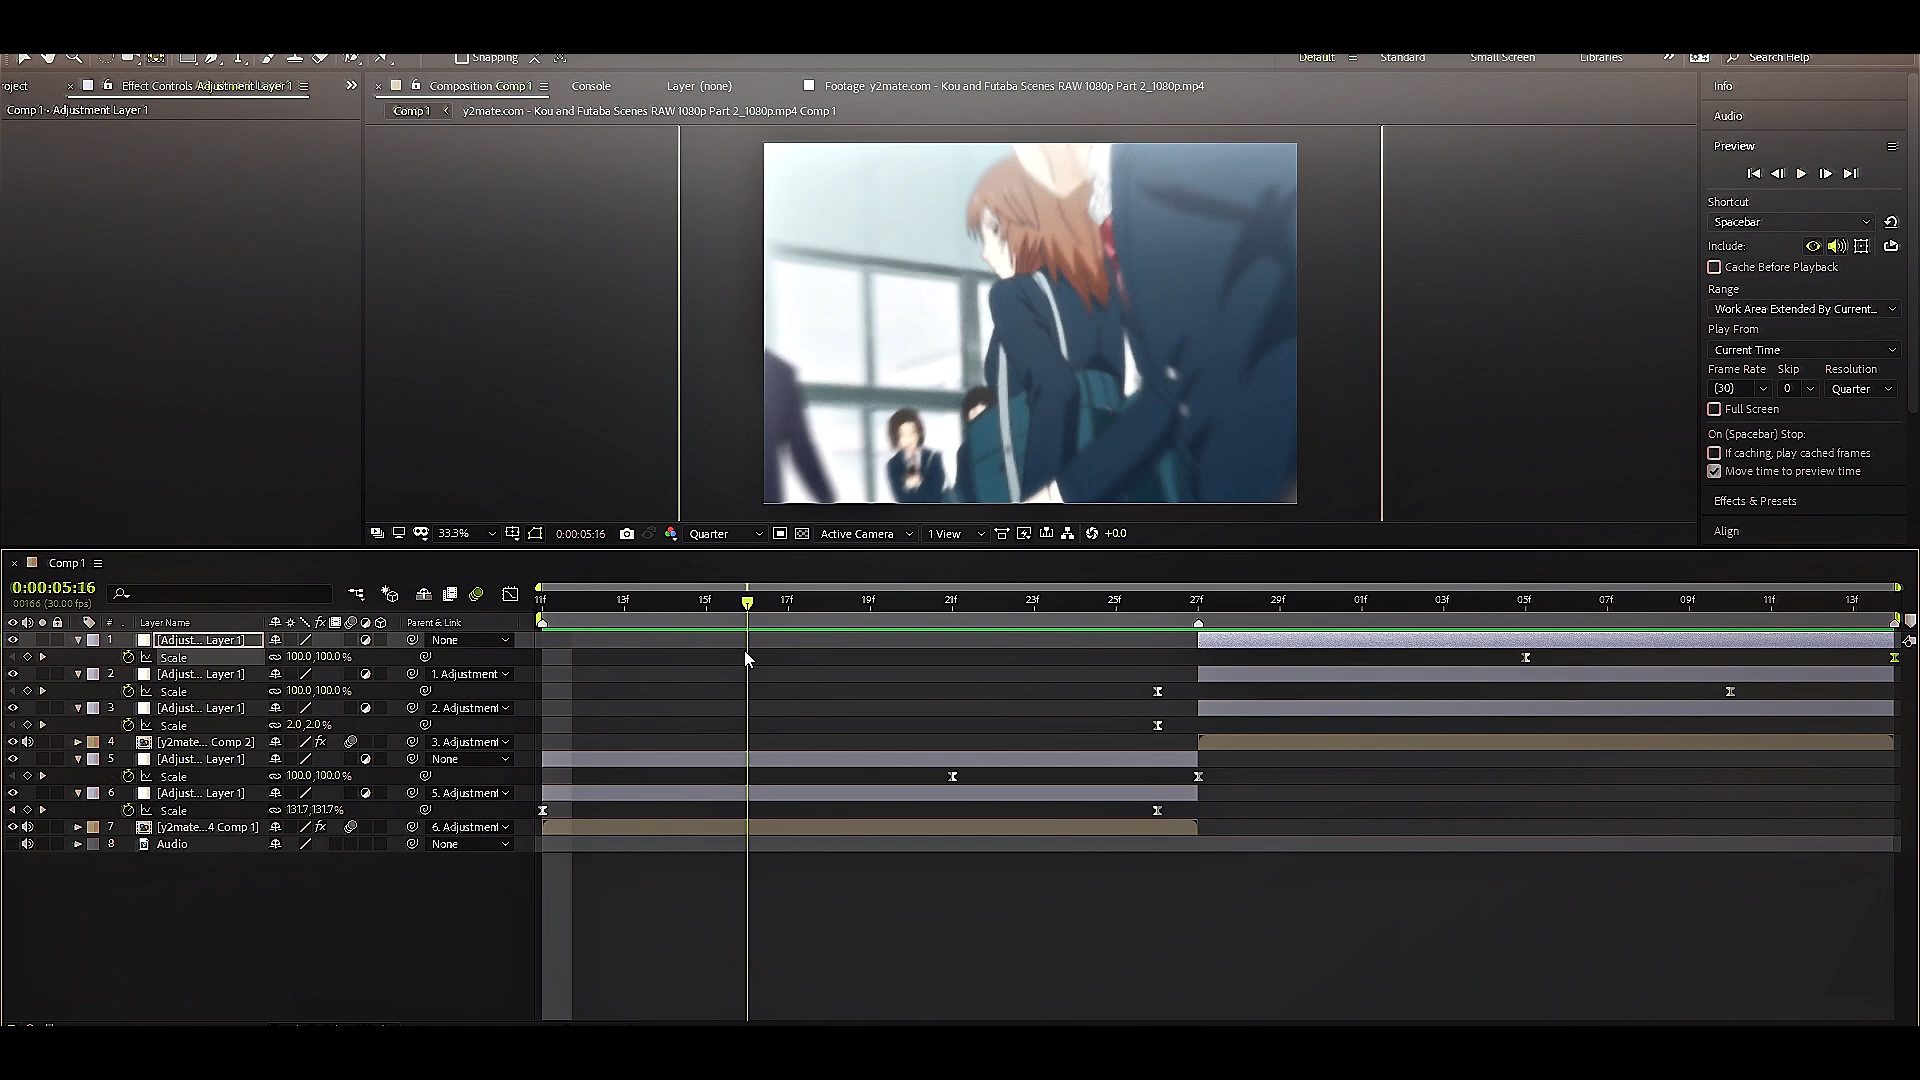 Snapping
Default
Standard
Small Screen
Libraries
Search Help
roject
Effect Controls Adjustment Layer 1
Composition Comp 1
Console
Layer (none)
Footage y2mate.com - Kou and Futaba Scenes RAW 1080p Part 2_1080p.mp4
Comp 1 · Adjustment Layer 1
Comp 1
y2mate.com - Kou and Futaba Scenes RAW 1080p Part 2_1080p.mp4 Comp 1
Info
Audio
Preview
Shortcut
Spacebar
Include:
Cache Before Playback
Range
Work Area Extended By Current...
Play From
Current Time
Frame Rate Skip Resolution
(30) 0 Quarter
Full Screen
On (Spacebar) Stop:
If caching, play cached frames
Move time to preview time
Effects & Presets
Align
33.3%
0:00:05:16
Quarter
Active Camera
1 View
+0.0
Comp 1
0:00:05:16
00166 (30.00 fps)
11f 13f 15f 17f 19f 21f 23f 25f 27f 29f 01f 03f 05f 07f 09f 11f 13f
# . Layer Name fx Parent & Link
1 [Adjust... Layer 1] None
Scale 100.0,100.0%
2 [Adjust... Layer 1] 1. Adjustment
Scale 100.0,100.0%
3 [Adjust... Layer 1] 2. Adjustment
Scale 2.0,2.0%
4 [y2mate... Comp 2] fx 3. Adjustment
5 [Adjust... Layer 1] None
Scale 100.0,100.0%
6 [Adjust... Layer 1] 5. Adjustment
Scale 131.7,131.7%
7 [y2mate...4 Comp 1] fx 6. Adjustment
8 Audio None